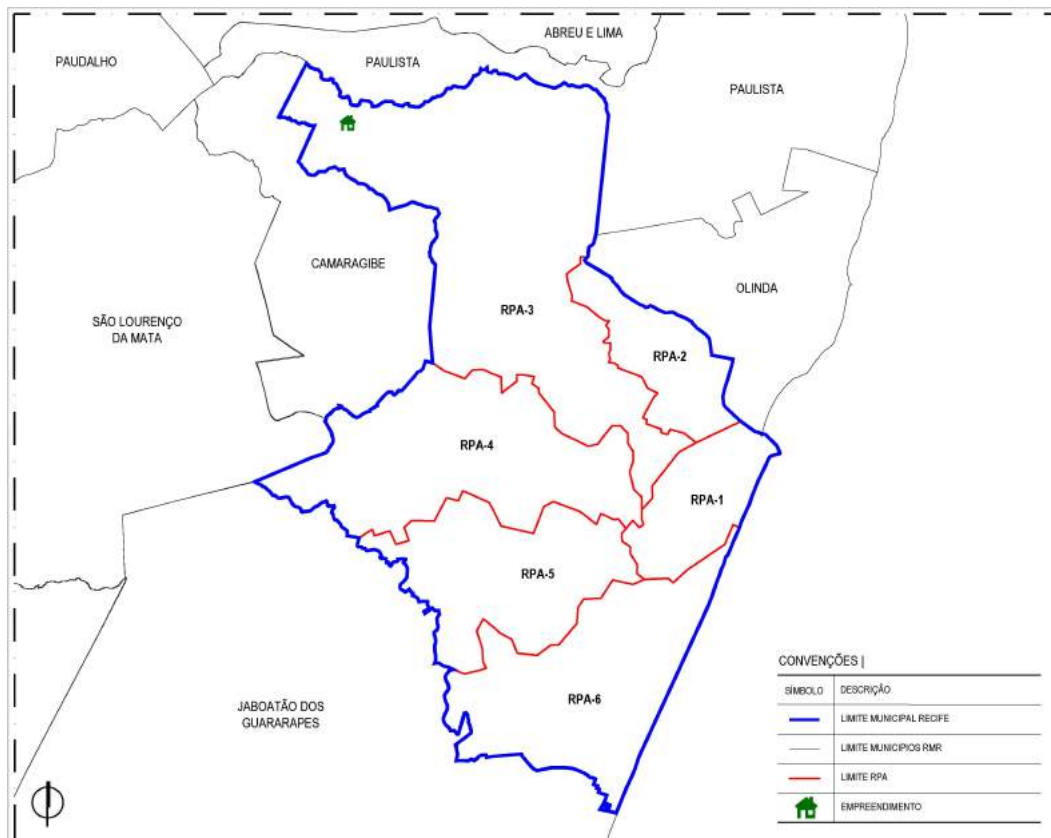 ABREU E LIMA
PAUDALHO
PAULISTA
PAULISTA
CAMARAGIBE
OLINDA
SÃO LOURENÇO
DA MATA
RPA-3
RPA-2
RPA-4
RPA-1
RPA-5
RPA-6
JABOATÃO DOS
GUARARAPES
CONVENÇÕES |
SÍMBOLO DESCRIÇÃO
LIMITE MUNICIPAL RECIFE
LIMITE MUNICIPIOS RMR
LIMITE RPA
EMPREENDIMENTO